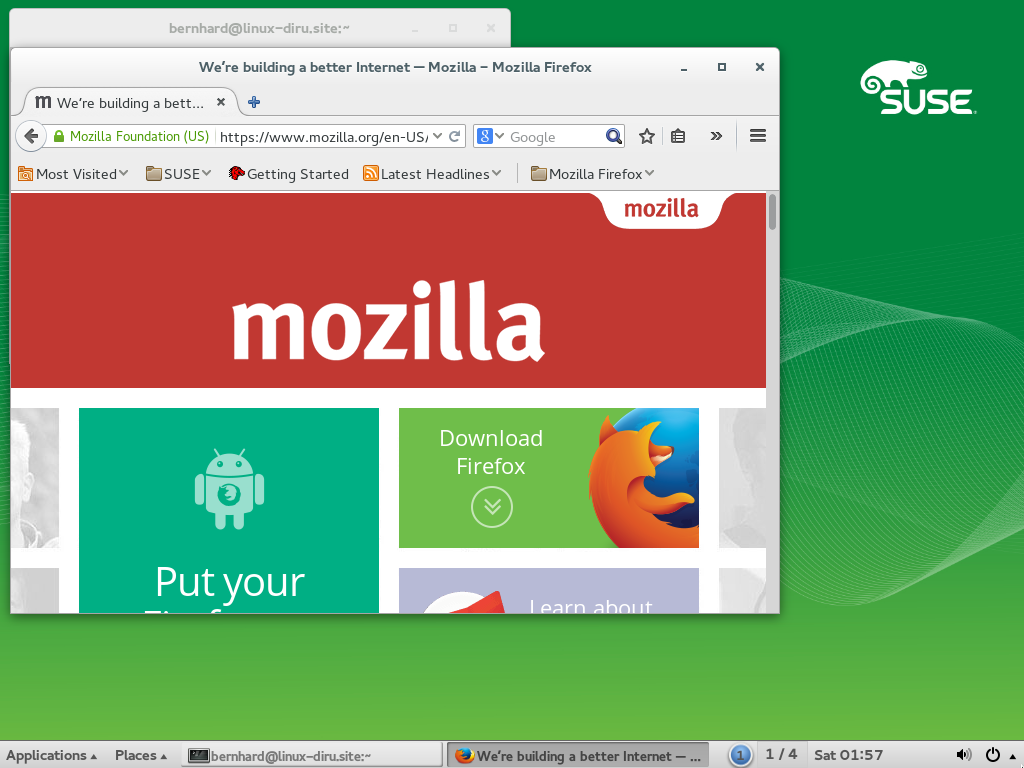 bernhard@linux-diru.site:~
We're building a better Internet — Mozilla - Mozilla Firefox
We're building a bett...
Mozilla Foundation (US) https://www.mozilla.org/en-US/ Google
Most Visited SUSE Getting Started Latest Headlines Mozilla Firefox
SUSE
mozilla
mozilla
Download
Firefox
Put your
Learn about
Applications Places bernhard@linux-diru.site:~ We're building a better Internet — ... 1 1 / 4 Sat 01:57